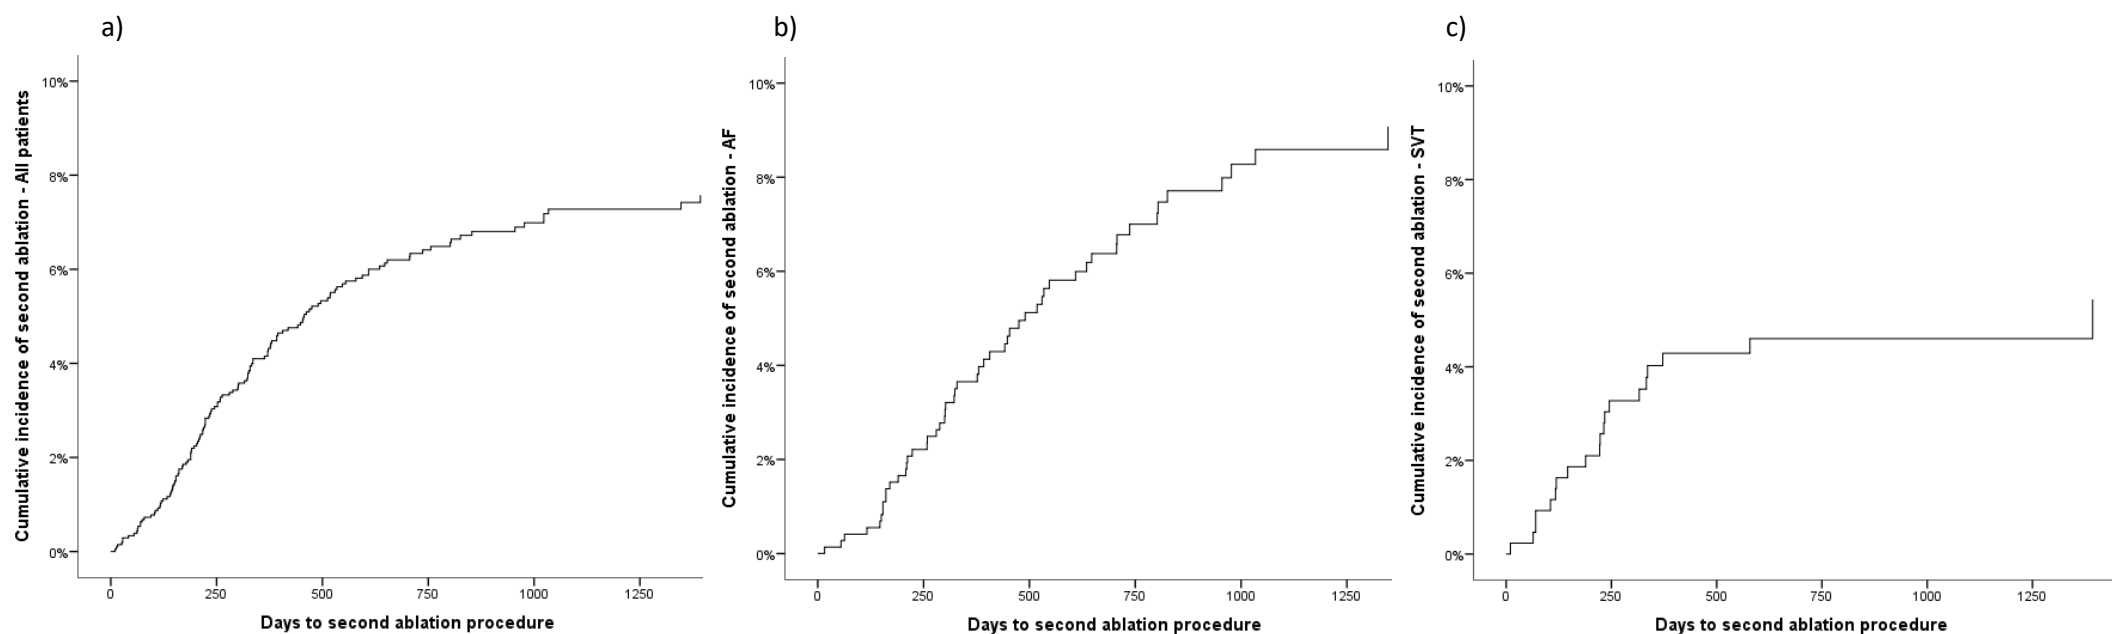 a)
Cumulative incidence of second ablation - All patients
10%
8%
6%
4%
2%
0%
0 250 500 750 1000 1250
Days to second ablation procedure
b)
Cumulative incidence of second ablation - AF
10%
8%
6%
4%
2%
0%
0 250 500 750 1000 1250
Days to second ablation procedure
c)
Cumulative incidence of second ablation - SVT
10%
8%
6%
4%
2%
0%
0 250 500 750 1000 1250
Days to second ablation procedure